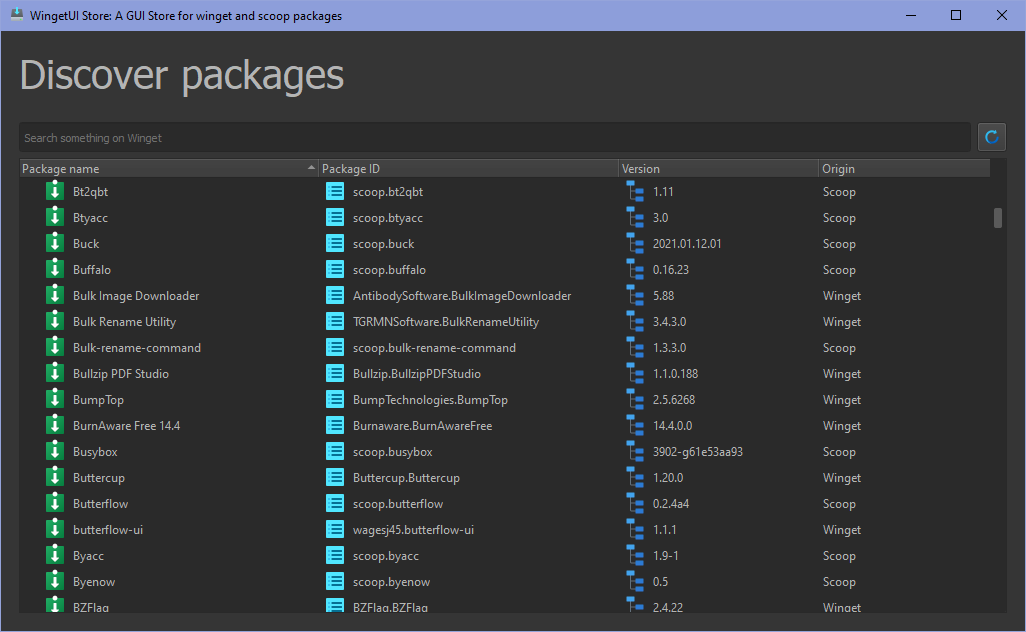 WingetUI Store: A GUI Store for winget and scoop packages
Discover packages
Search something on Winget
Package name Package ID Version Origin
Bt2qbt scoop.bt2qbt 1.11 Scoop
Btyacc scoop.btyacc 3.0 Scoop
Buck scoop.buck 2021.01.12.01 Scoop
Buffalo scoop.buffalo 0.16.23 Scoop
Bulk Image Downloader AntibodySoftware.BulkImageDownloader 5.88 Winget
Bulk Rename Utility TGRMNSoftware.BulkRenameUtility 3.4.3.0 Winget
Bulk-rename-command scoop.bulk-rename-command 1.3.3.0 Scoop
Bullzip PDF Studio Bullzip.BullzipPDFStudio 1.1.0.188 Winget
BumpTop BumpTechnologies.BumpTop 2.5.6268 Winget
BurnAware Free 14.4 Burnaware.BurnAwareFree 14.4.0.0 Winget
Busybox scoop.busybox 3902-g61e53aa93 Scoop
Buttercup Buttercup.Buttercup 1.20.0 Winget
Butterflow scoop.butterflow 0.2.4a4 Scoop
butterflow-ui wagesj45.butterflow-ui 1.1.1 Winget
Byacc scoop.byacc 1.9-1 Scoop
Byenow scoop.byenow 0.5 Scoop
BZFlag BZFlag.BZFlag 2.4.22 Winget